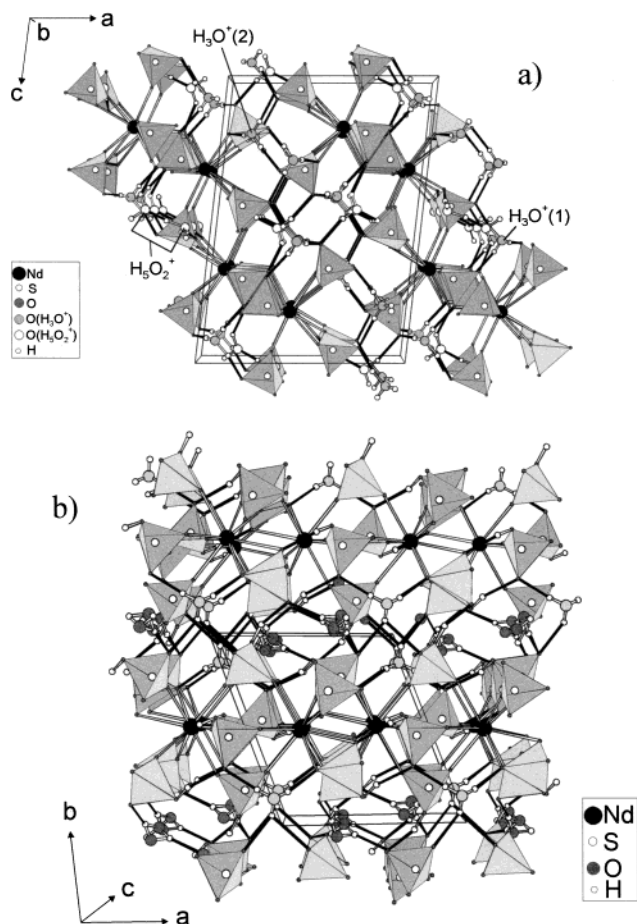 a
b
c
H₃O⁺(2)
a)
H₃O⁺(1)
H₅O₂⁺
Nd
S
O
O(H₃O⁺)
O(H₅O₂⁺)
H
b)
b
c
a
Nd
S
O
H